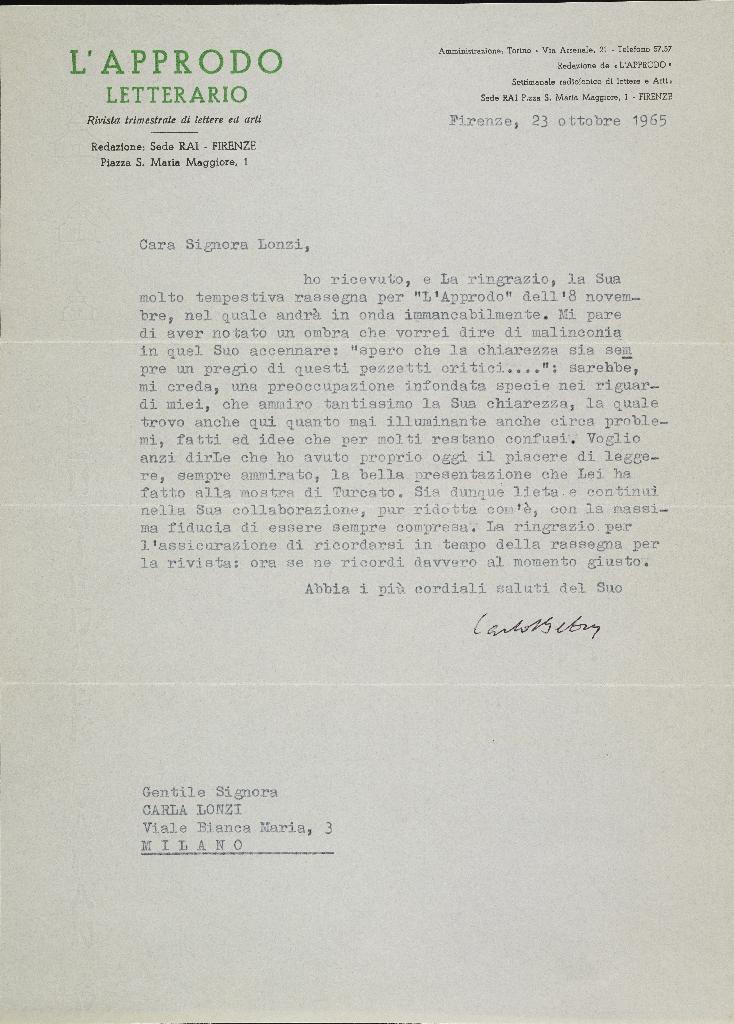 L'APPRODO
LETTERARIO
Rivista trimestrale di lettere ed arti
Redazione: Sede RAI - FIRENZE
Piazza S. Maria Maggiore, 1
Amministrazione: Torino - Via Arsenale, 21 - Telefono 57.57
Redazione de «L'APPRODO»
Settimanale radiofonico di lettere e Arti»
Sede RAI P.zza S. Maria Maggiore, 1 - FIRENZE
Firenze, 23 ottobre 1965
Cara Signora Lonzi,
ho ricevuto, e La ringrazio, la Sua
molto tempestiva rassegna per "L'Approdo" dell'8 novem-
bre, nel quale andrà in onda immancabilmente. Mi pare
di aver notato un ombra che vorrei dire di malinconia
in quel Suo accennare: "spero che la chiarezza sia sem
pre un pregio di questi pezzetti critici....": sarebbe,
mi creda, una preoccupazione infondata specie nei riguar-
di miei, che ammiro tantissimo la Sua chiarezza, la quale
trovo anche qui quanto mai illuminante anche circa proble-
mi, fatti ed idee che per molti restano confusi. Voglio
anzi dirLe che ho avuto proprio oggi il piacere di legge-
re, sempre ammirato, la bella presentazione che Lei ha
fatto alla mostra di Turcato. Sia dunque lieta e continui
nella Sua collaborazione, pur ridotta com'è, con la massi-
ma fiducia di essere sempre compresa. La ringrazio per
l'assicurazione di ricordarsi in tempo della rassegna per
la rivista: ora se ne ricordi davvero al momento giusto.
Abbia i più cordiali saluti del Suo
Carlo Betocchi
Gentile Signora
CARLA LONZI
Viale Bianca Maria, 3
M I L A N O